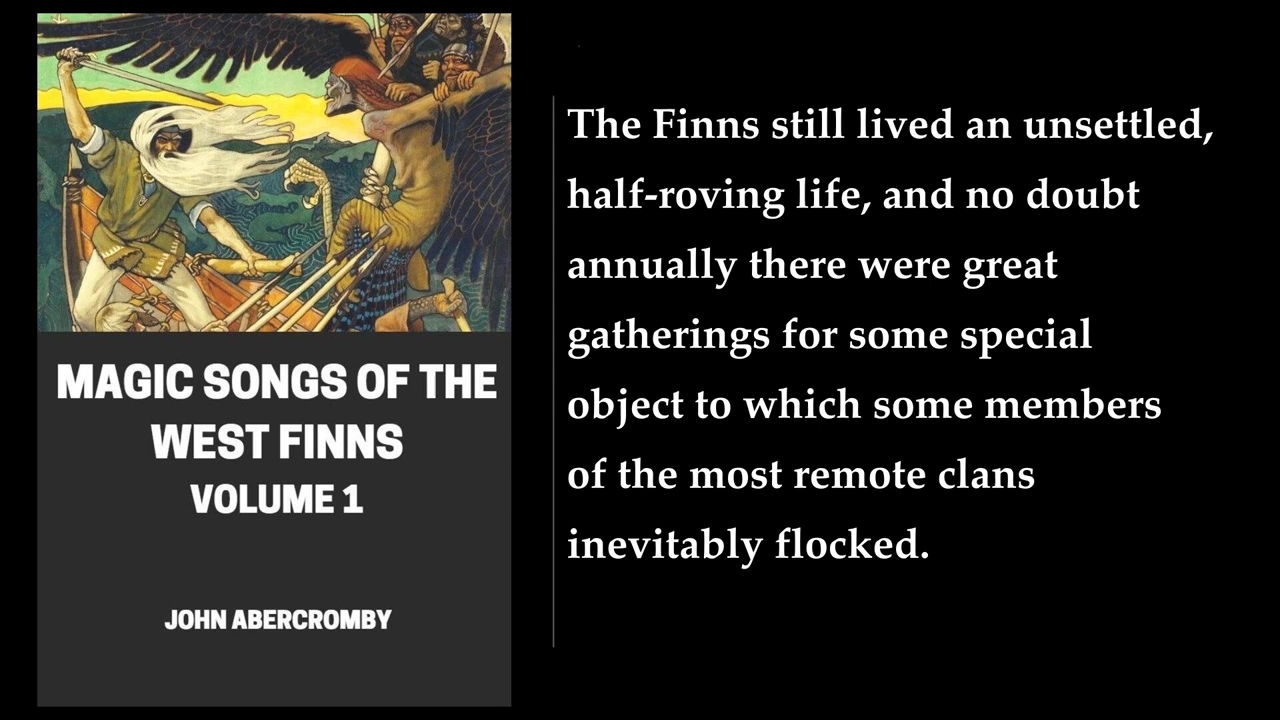 MAGIC SONGS OF THE
WEST FINNS
VOLUME 1
JOHN ABERCROMBY
The Finns still lived an unsettled,
half-roving life, and no doubt
annually there were great
gatherings for some special
object to which some members
of the most remote clans
inevitably flocked.